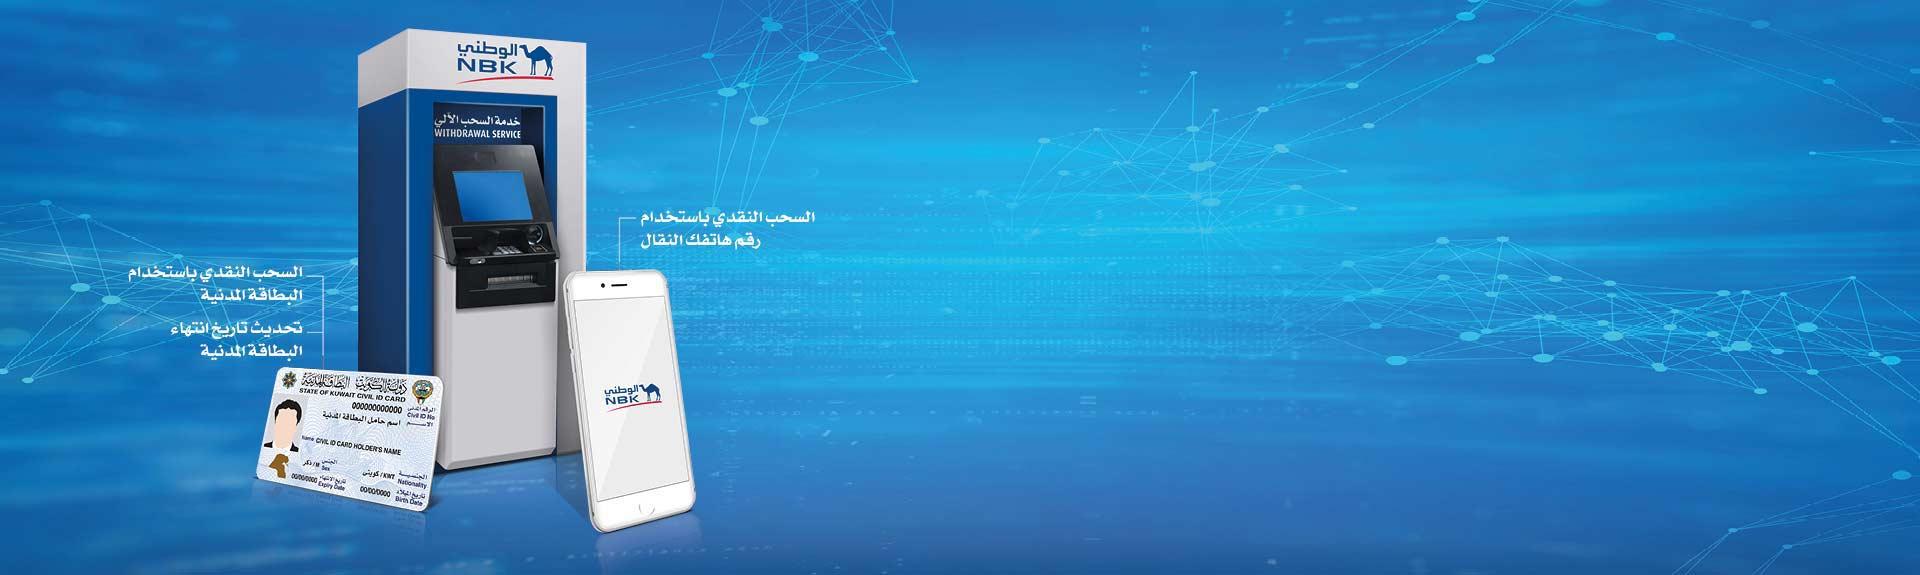 الوطني
NBK
خدمة السحب الآلي
WITHDRAWAL SERVICE
السحب النقدي باستخدام
رقم هاتفك النقال
السحب النقدي باستخدام
البطاقة المدنية
تحديث تاريخ انتهاء
البطاقة المدنية
دولة الكويت البطاقة المدنية
STATE OF KUWAIT CIVIL ID CARD
000000000000 الرقم المدني
Civil ID No
اسم حامل البطاقة المدنية الاســـم
Name CIVIL ID CARD HOLDER'S NAME
M / ذكر الجنس
Sex
KWT / كويتي الجنسيـــة
Nationality
00/00/0000 تاريخ الانتهاء
Expiry Date
00/00/0000 تاريخ الميلاد
Birth Date
الوطني
NBK